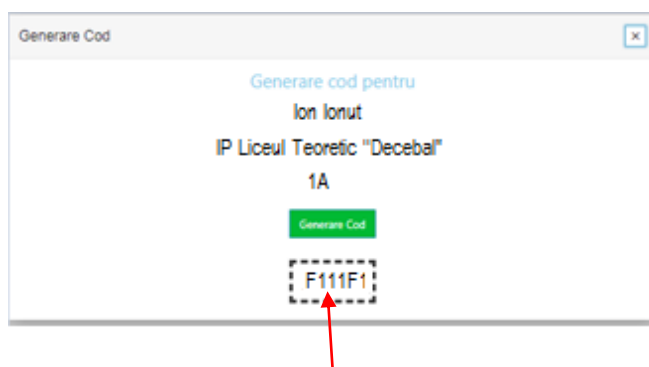 Generare Cod
Generare cod pentru
Ion Ionut
IP Liceul Teoretic "Decebal"
1A
Generare Cod
F111F1